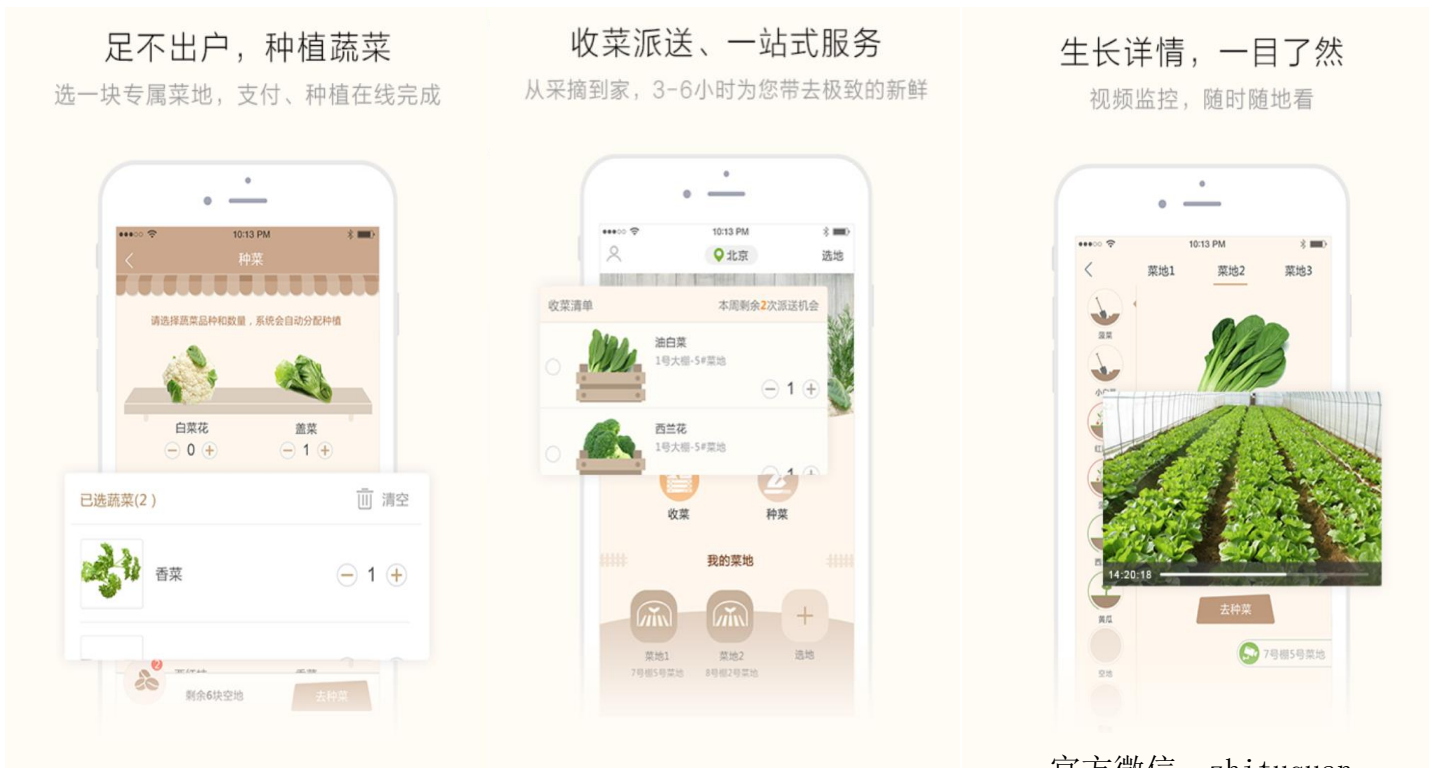 足不出户，种植蔬菜
选一块专属菜地，支付、种植在线完成
10:13 PM
种菜
请选择蔬菜品种和数量，系统会自动分配种植
白菜花
盖菜
0
1
已选蔬菜(2)
清空
香菜
1
2
剩余6块空地
去种菜
收菜派送、一站式服务
从采摘到家，3-6小时为您带去极致的新鲜
10:13 PM
北京
选地
收菜清单
本周剩余2次派送机会
油白菜
1号大棚-5#菜地
1
西兰花
1号大棚-5#菜地
1
收菜
种菜
我的菜地
菜地1
菜地2
选地
7号棚5号菜地
8号棚2号菜地
生长详情，一目了然
视频监控，随时随地看
10:13 PM
菜地1
菜地2
菜地3
菠菜
14:20:18
去种菜
黄瓜
7号棚5号菜地
空地